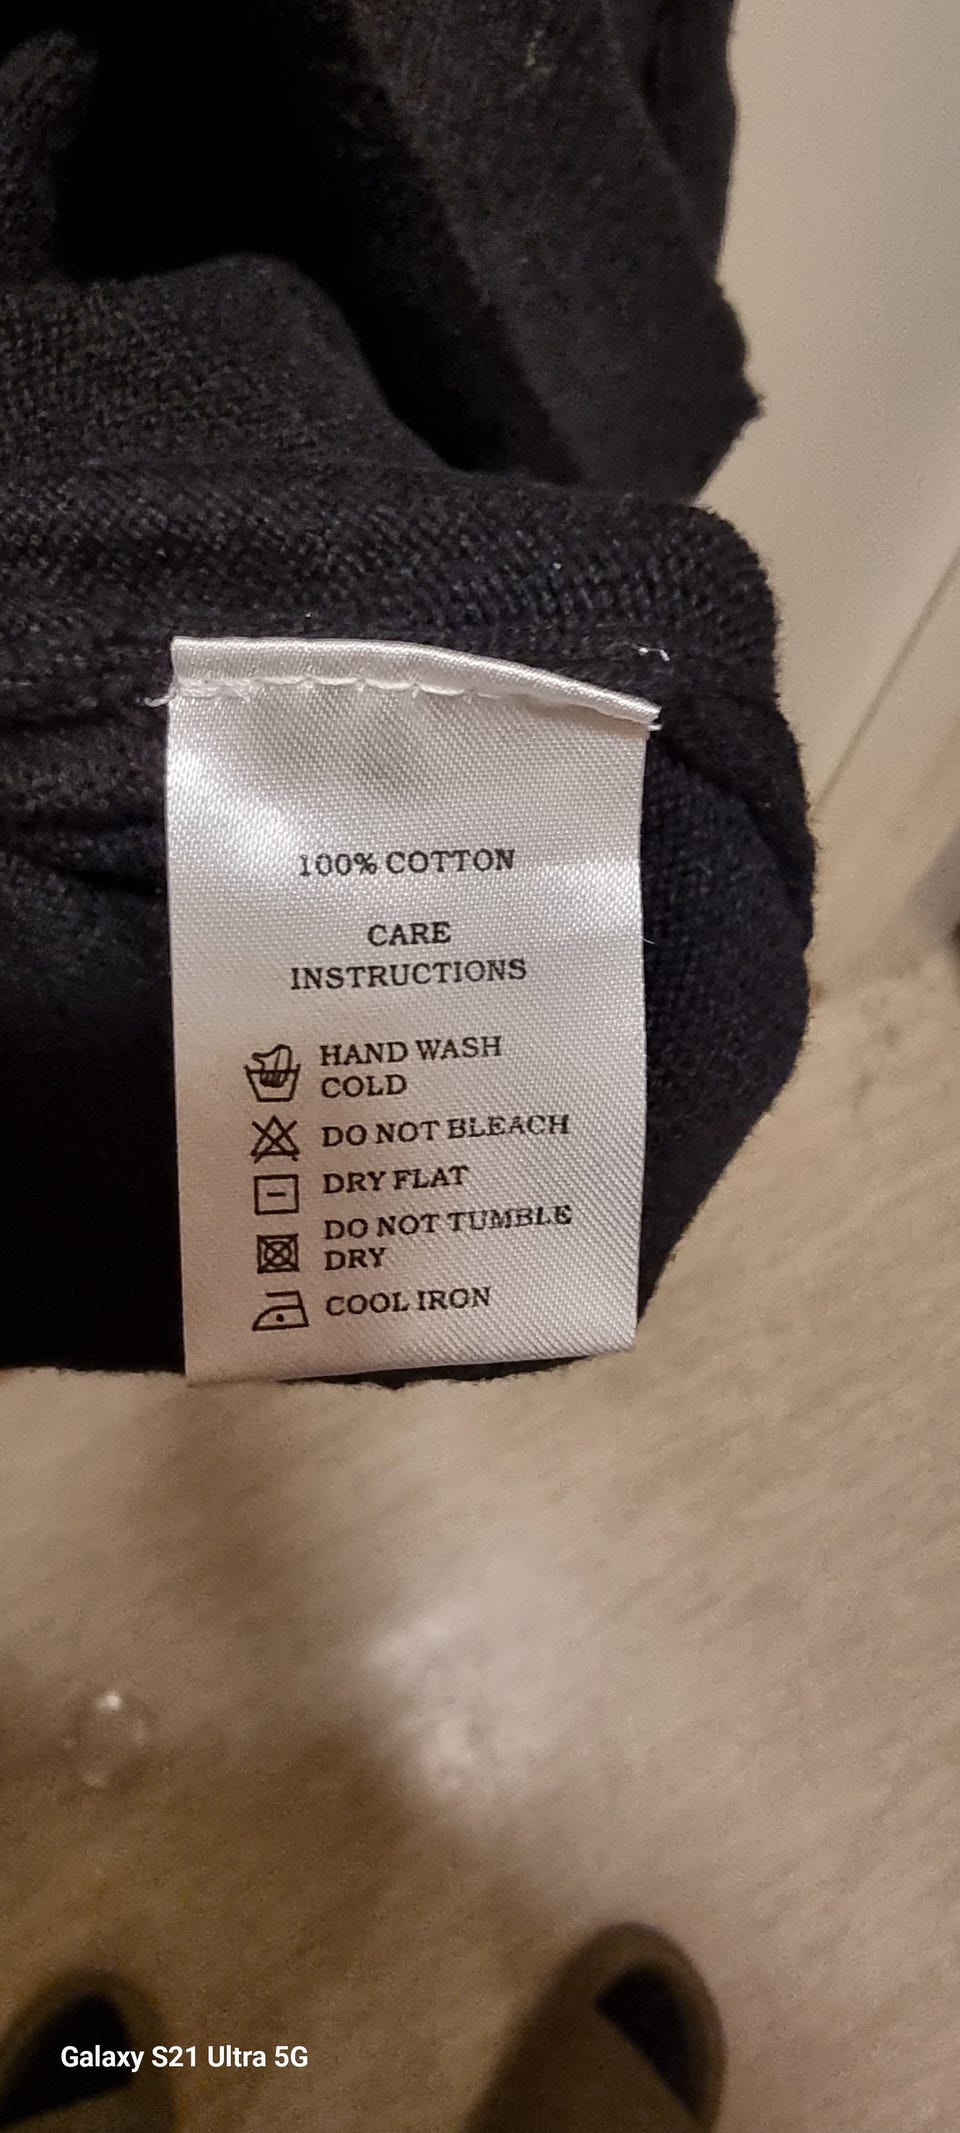 100% COTTON
CARE
INSTRUCTIONS
HAND WASH
COLD
DO NOT BLEACH
DRY FLAT
DO NOT TUMBLE
DRY
COOL IRON
Galaxy S21 Ultra 5G